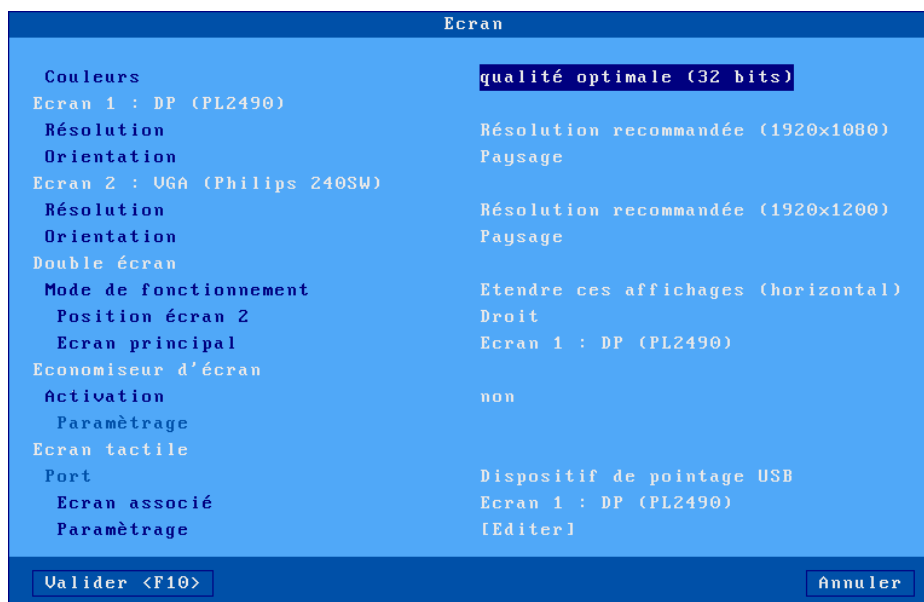 Ecran
Couleurs qualité optimale (32 bits)
Ecran 1 : DP (PL2490)
Résolution Résolution recommandée (1920x1080)
Orientation Paysage
Ecran 2 : VGA (Philips 240SW)
Résolution Résolution recommandée (1920x1200)
Orientation Paysage
Double écran
Mode de fonctionnement Etendre ces affichages (horizontal)
Position écran 2 Droit
Ecran principal Ecran 1 : DP (PL2490)
Economiseur d'écran
Activation non
Paramètrage
Ecran tactile
Port Dispositif de pointage USB
Ecran associé Ecran 1 : DP (PL2490)
Paramètrage [Editer]
Valider <F10> Annuler